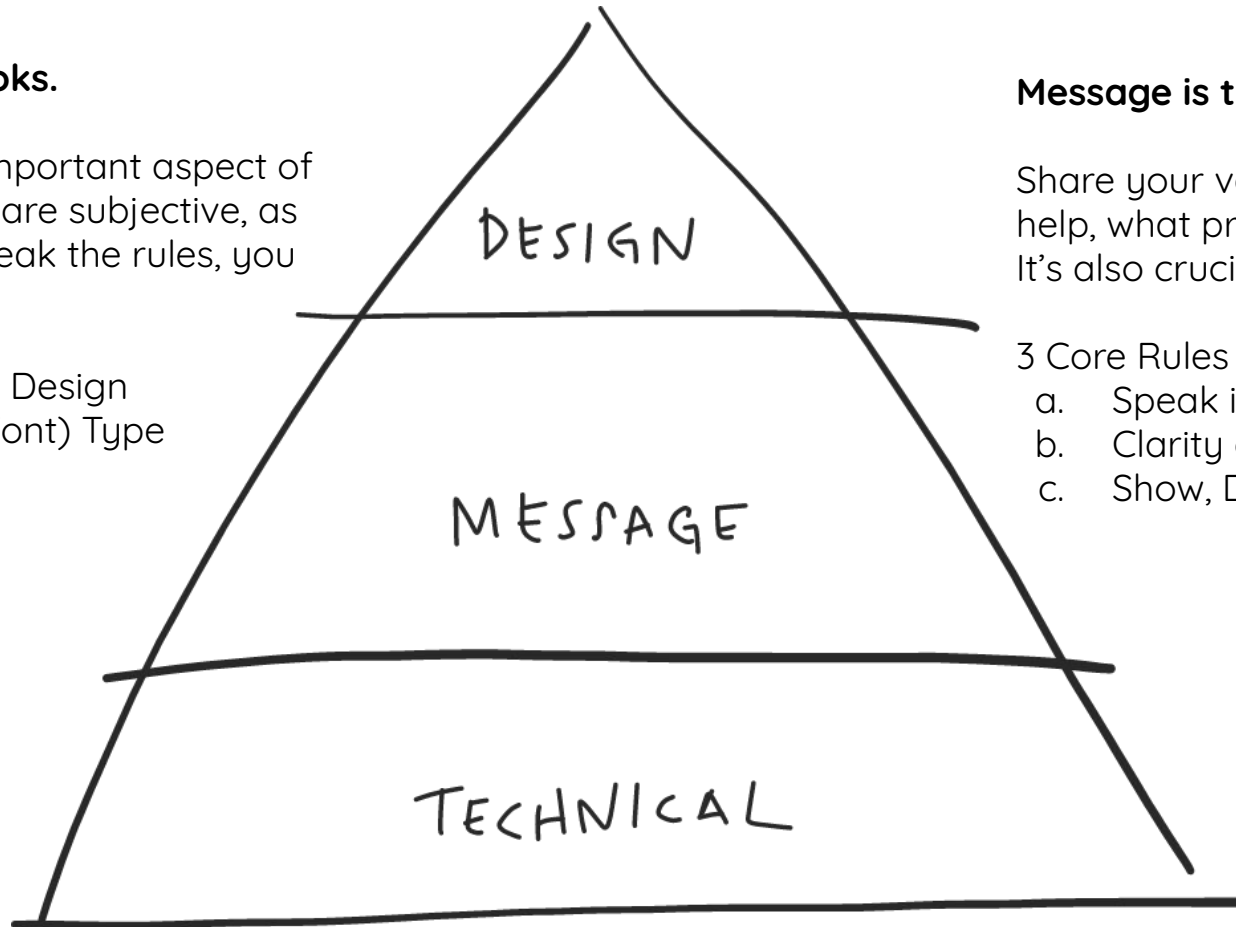 oks.
mportant aspect of
are subjective, as
eak the rules, you
Design
ont) Type
DESIGN
MESSAGE
TECHNICAL
Message is t
Share your v
help, what pr
It's also cruci
3 Core Rules
a. Speak i
b. Clarity
c. Show, D